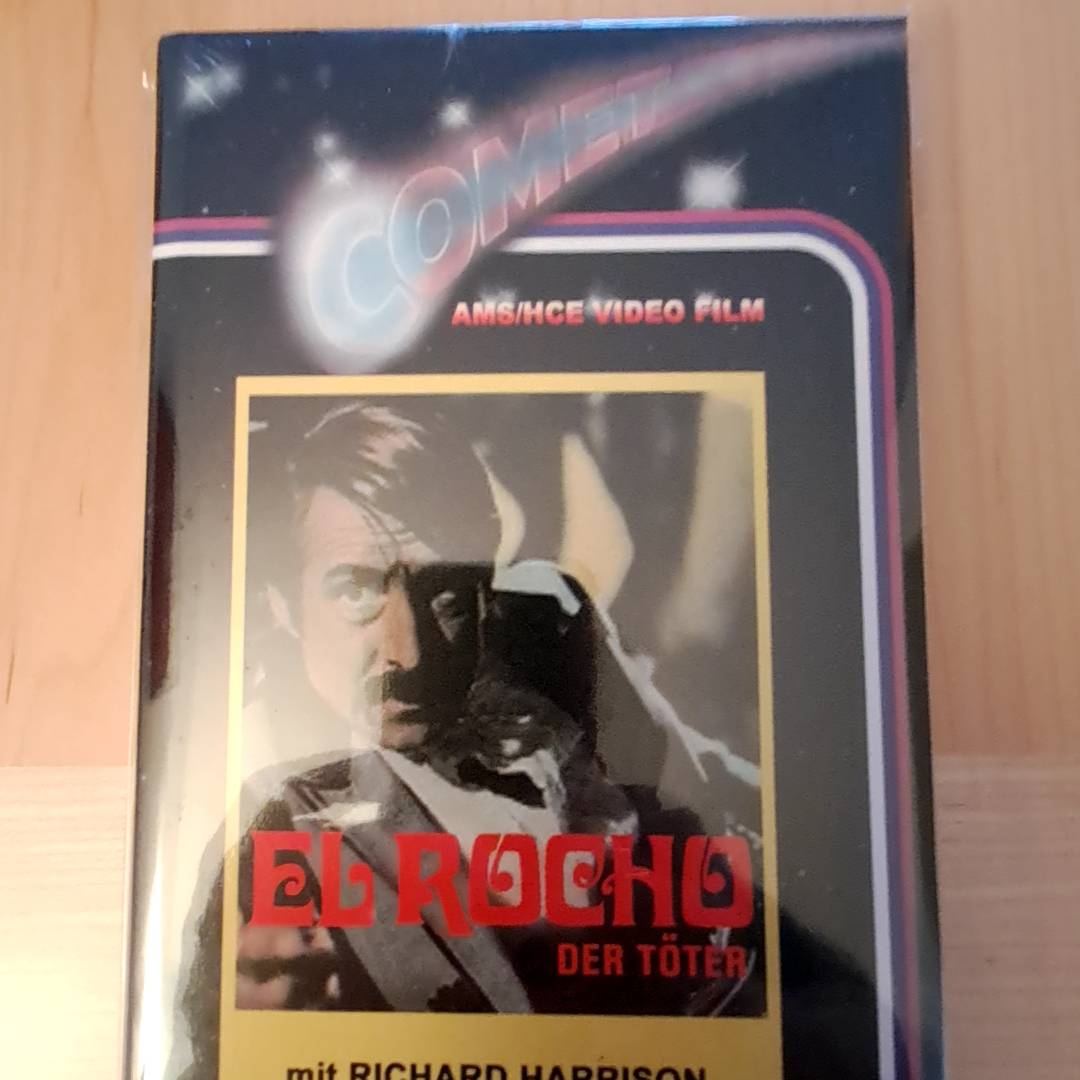 COMET
AMS/HCE VIDEO FILM
EL ROCHO
DER TÖTER
mit RICHARD HARRISON